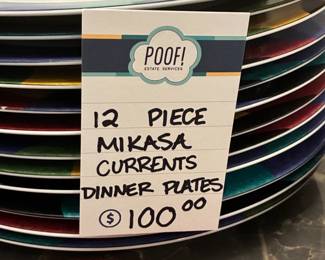 POOF!
ESTATE SERVICES
12 PIECE
MIKASA
CURRENTS
DINNER PLATES
$ 100.00